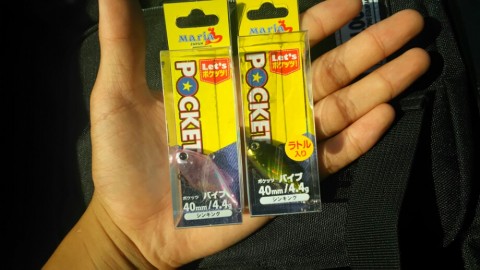 Maria
Let's
ポケッツ!
POCKET
ポケッツ バイブ
40mm/4.4g
シンキング
Maria
Let's
ポケッツ!
POCKET
ラトル
入り
ポケッツ バイブ
40mm/4.4g
シンキング